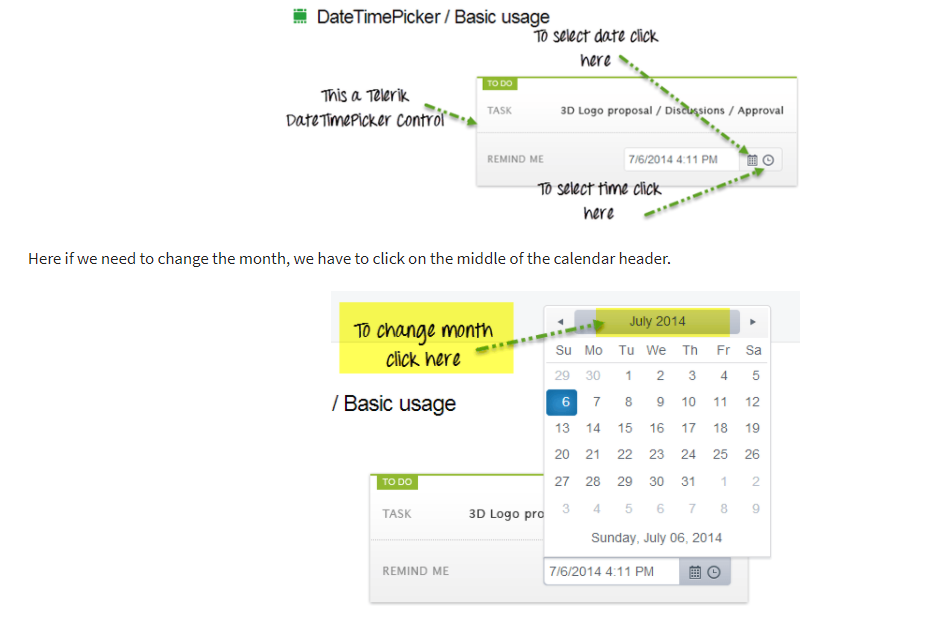 DateTimePicker / Basic usage
To select date click
here
TO DO
This a Telerik
DateTimePicker Control
TASK 3D Logo proposal / Discussions / Approval
REMIND ME 7/6/2014 4:11 PM
To select time click
here
Here if we need to change the month, we have to click on the middle of the calendar header.
To change month
click here
July 2014
Su Mo Tu We Th Fr Sa
29 30 1 2 3 4 5
6 7 8 9 10 11 12
13 14 15 16 17 18 19
20 21 22 23 24 25 26
27 28 29 30 31 1 2
3 4 5 6 7 8 9
Sunday, July 06, 2014
/ Basic usage
TO DO
TASK 3D Logo pro
REMIND ME 7/6/2014 4:11 PM